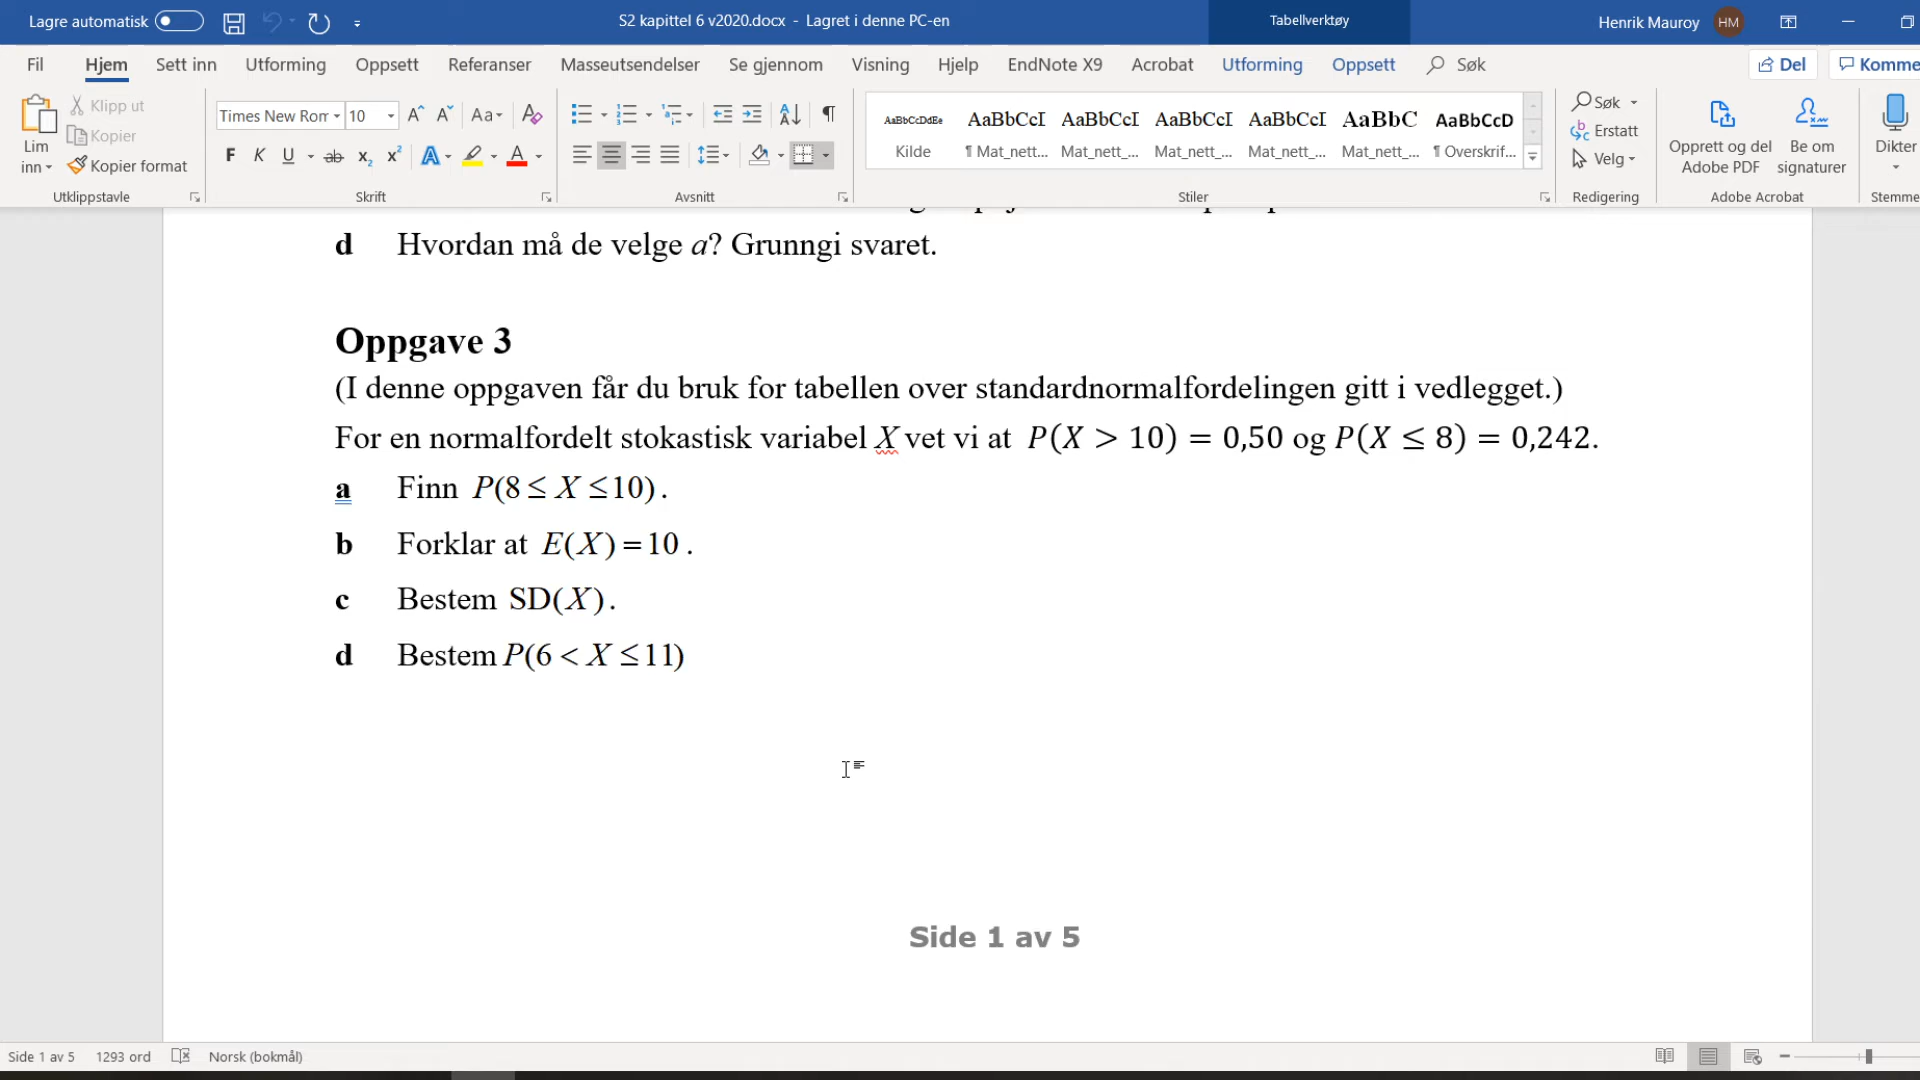 Lagre automatisk
S2 kapittel 6 v2020.docx - Lagret i denne PC-en
Tabellverktøy
Henrik Mauroy HM
Fil Hjem Sett inn Utforming Oppsett Referanser Masseutsendelser Se gjennom Visning Hjelp EndNote X9 Acrobat Utforming Oppsett Søk Del Komme
Lim inn
Klipp ut
Kopier
Kopier format
Utklippstavle
Times New Ron 10
F K U ab x₂ x² A A
Skrift
Avsnitt
AaBbCcDdEe AaBbCcI AaBbCcI AaBbCcI AaBbCcI AaBbC AaBbCcD
Kilde ¶ Mat_nett... Mat_nett_... Mat_nett_... Mat_nett_... Mat_nett_... ¶ Overskrif...
Stiler
Søk
Erstatt
Velg
Redigering
Opprett og del Adobe PDF
Be om signaturer
Adobe Acrobat
Dikter
Stemme
d Hvordan må de velge a? Grunngi svaret.
Oppgave 3
(I denne oppgaven får du bruk for tabellen over standardnormalfordelingen gitt i vedlegget.)
For en normalfordelt stokastisk variabel X vet vi at P(X > 10) = 0,50 og P(X ≤ 8) = 0,242.
a Finn P(8 ≤ X ≤ 10).
b Forklar at E(X) = 10.
c Bestem SD(X).
d Bestem P(6 < X ≤ 11)
Side 1 av 5
Side 1 av 5 1293 ord Norsk (bokmål)